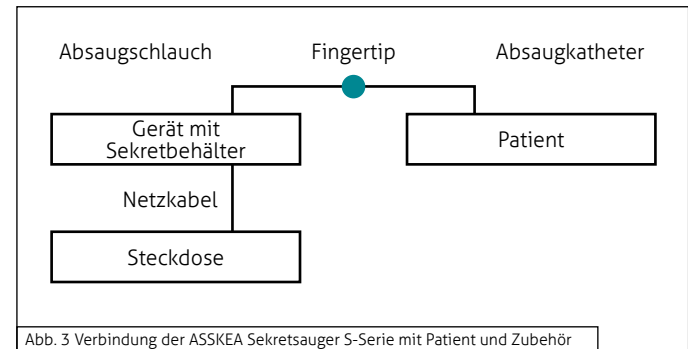 Absaugschlauch
Fingertip
Absaugkatheter
Gerät mit
Sekretbehälter
Patient
Netzkabel
Steckdose
Abb. 3 Verbindung der ASSKEA Sekretsauger S-Serie mit Patient und Zubehör